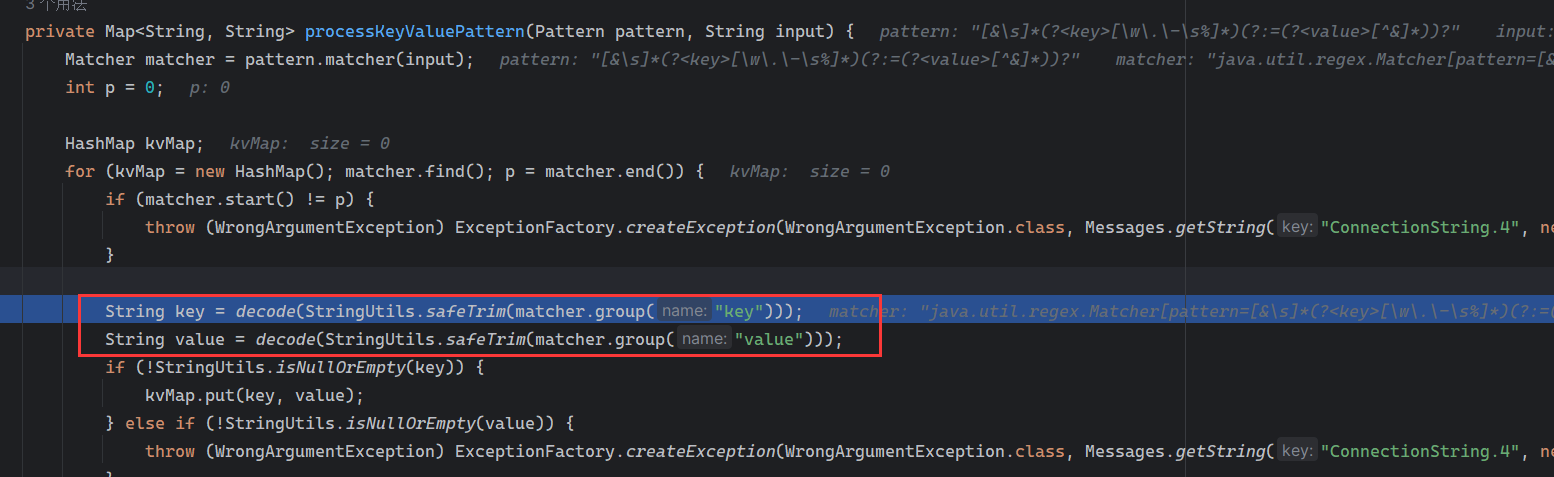 3 个用法
private Map<String, String> processKeyValuePattern(Pattern pattern, String input) {  pattern: "[&\s]*(?<key>[\w\.\-\s%]*)(?:=(?<value>[^&]*))?"  input:
Matcher matcher = pattern.matcher(input);  pattern: "[&\s]*(?<key>[\w\.\-\s%]*)(?:=(?<value>[^&]*))?"  matcher: "java.util.regex.Matcher[pattern=[&
int p = 0;  p: 0
HashMap kvMap;  kvMap:  size = 0
for (kvMap = new HashMap(); matcher.find(); p = matcher.end()) {  kvMap:  size = 0
if (matcher.start() != p) {
throw (WrongArgumentException) ExceptionFactory.createException(WrongArgumentException.class, Messages.getString( key: "ConnectionString.4", ne
}
String key = decode(StringUtils.safeTrim(matcher.group( name: "key")));  matcher: "java.util.regex.Matcher[pattern=[&\s]*(?<key>[\w\.\-\s%]*)(?:=(
String value = decode(StringUtils.safeTrim(matcher.group( name: "value")));
if (!StringUtils.isNullOrEmpty(key)) {
kvMap.put(key, value);
} else if (!StringUtils.isNullOrEmpty(value)) {
throw (WrongArgumentException) ExceptionFactory.createException(WrongArgumentException.class, Messages.getString( key: "ConnectionString.4", ne
}